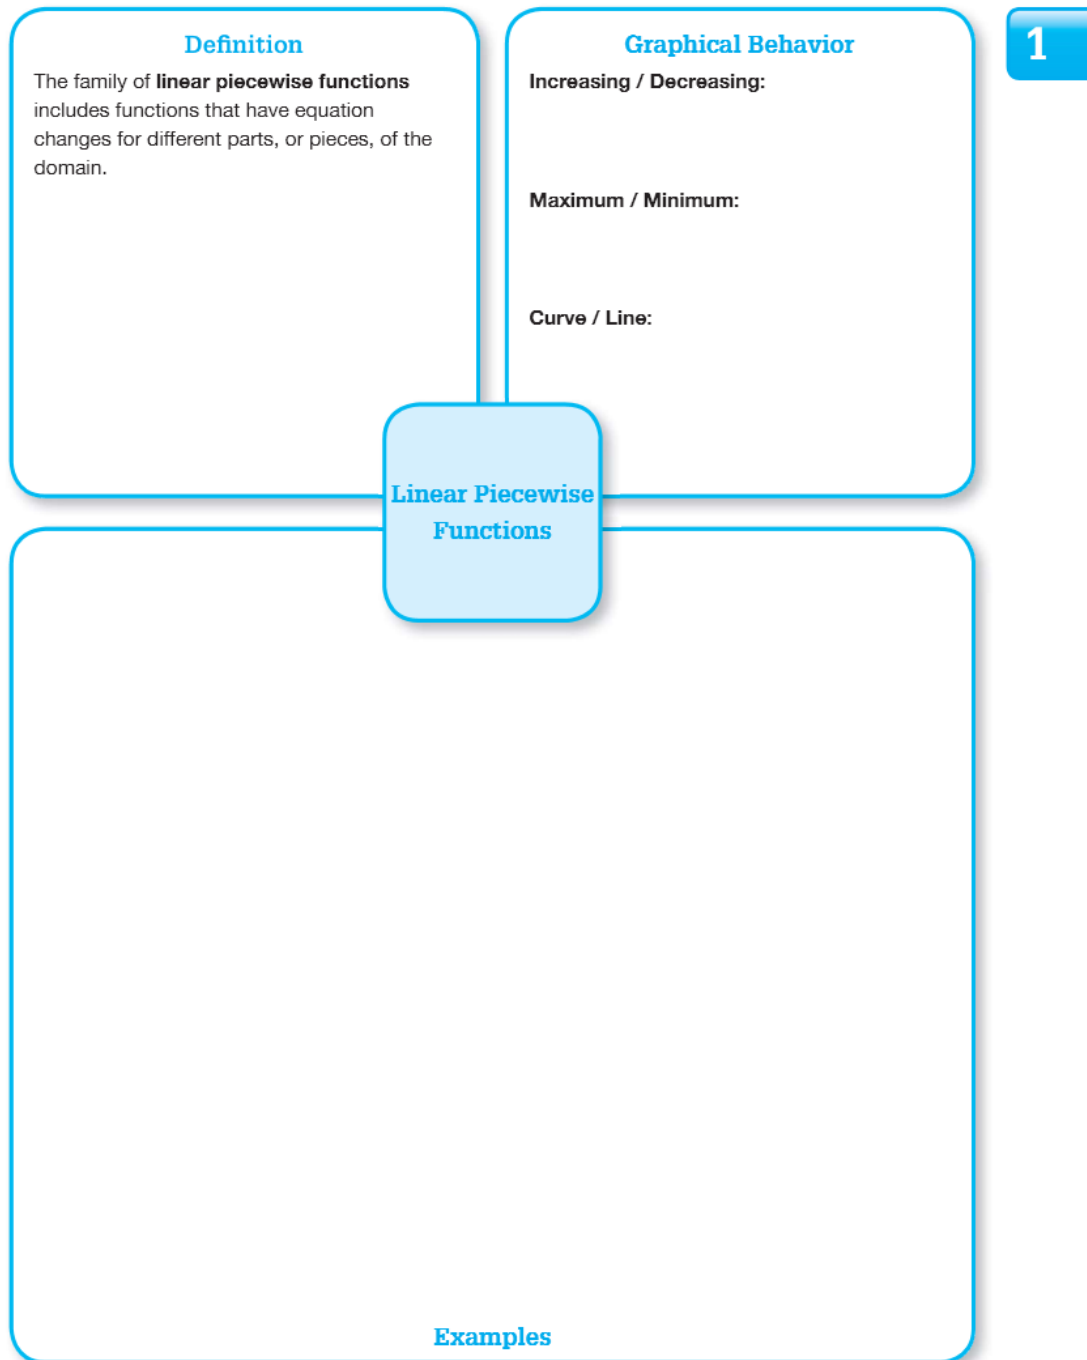 Definition
The family of linear piecewise functions
includes functions that have equation
changes for different parts, or pieces, of the
domain.
Graphical Behavior
Increasing / Decreasing:
Maximum / Minimum:
Curve / Line:
1
Linear Piecewise
Functions
Examples